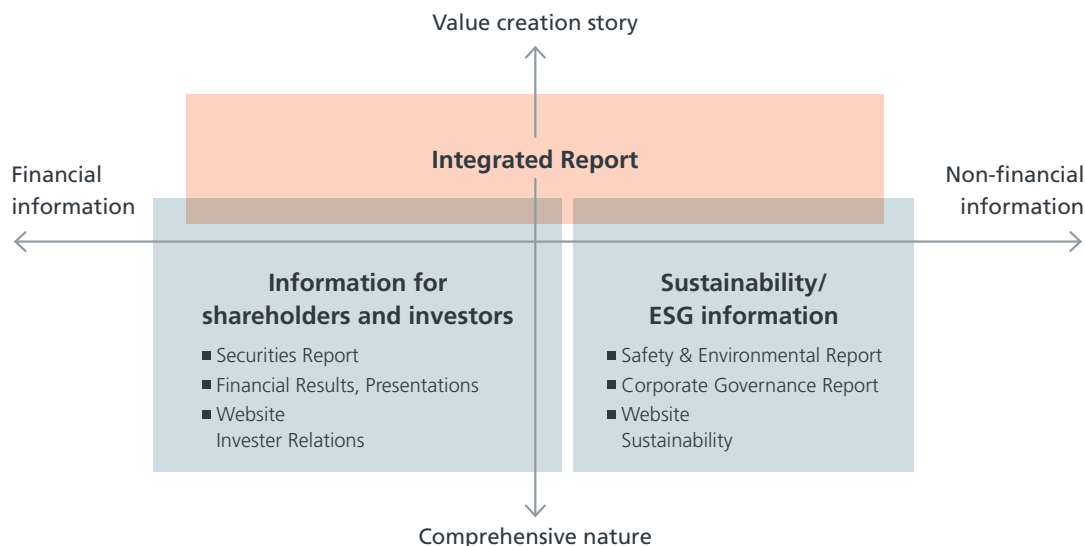 Value creation story
Integrated Report
Financial
information
Non-financial
information
Information for
shareholders and investors
■ Securities Report
■ Financial Results, Presentations
■ Website
Invester Relations
Sustainability/
ESG information
■ Safety & Environmental Report
■ Corporate Governance Report
■ Website
Sustainability
Comprehensive nature